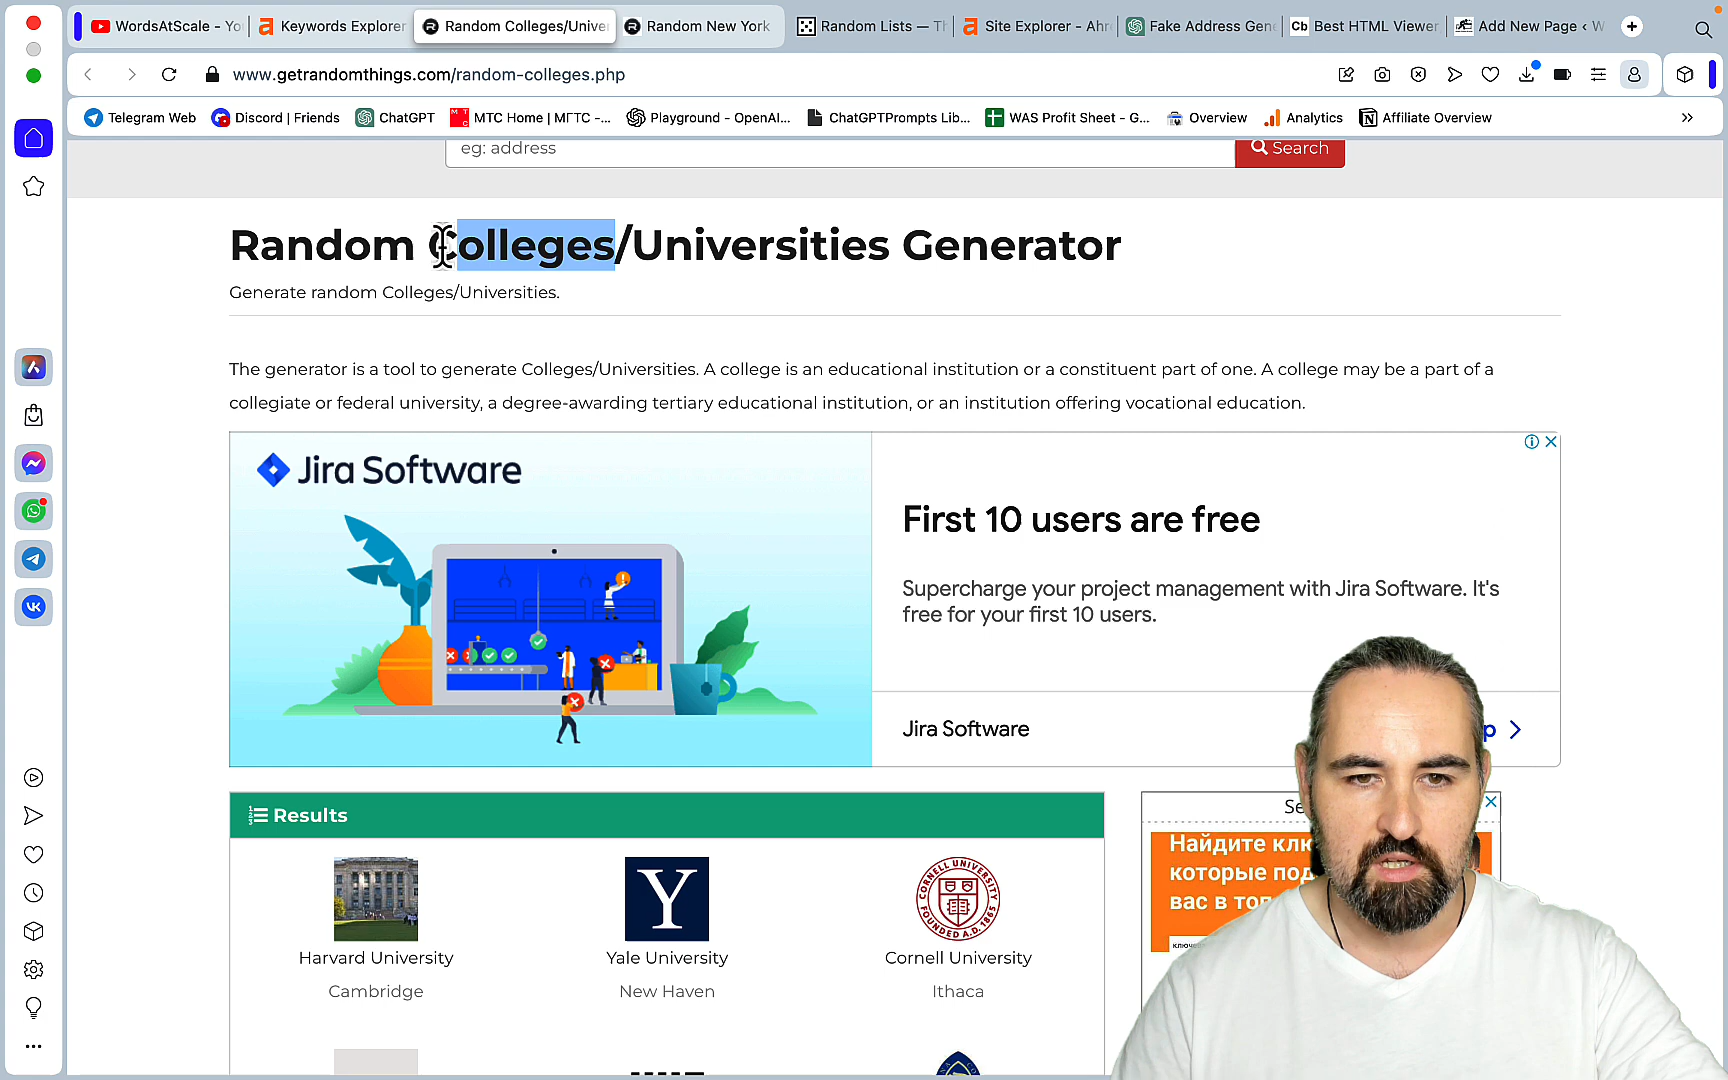 WordsAtScale - Yo
Keywords Explorer
Random Colleges/Univer
Random New York
Random Lists — Th
Site Explorer - Ahr
Fake Address Gen
Cb Best HTML Viewer
Add New Page ‹ W
www.getrandomthings.com/random-colleges.php
Telegram Web
Discord | Friends
ChatGPT
МТС Home | МГТС -...
Playground - OpenAI...
ChatGPTPrompts Lib...
WAS Profit Sheet - G...
Overview
Analytics
Affiliate Overview
eg: address
Search
Random Colleges/Universities Generator
Generate random Colleges/Universities.
The generator is a tool to generate Colleges/Universities. A college is an educational institution or a constituent part of one. A college may be a part of a
collegiate or federal university, a degree-awarding tertiary educational institution, or an institution offering vocational education.
Jira Software
First 10 users are free
Supercharge your project management with Jira Software. It's
free for your first 10 users.
Jira Software
p
Results
Se
Найдите клю
которые под
вас в топ
Y
CORNELL UNIVERSITY
FOUNDED A.D. 1865
Harvard University
Yale University
Cornell University
Cambridge
New Haven
Ithaca